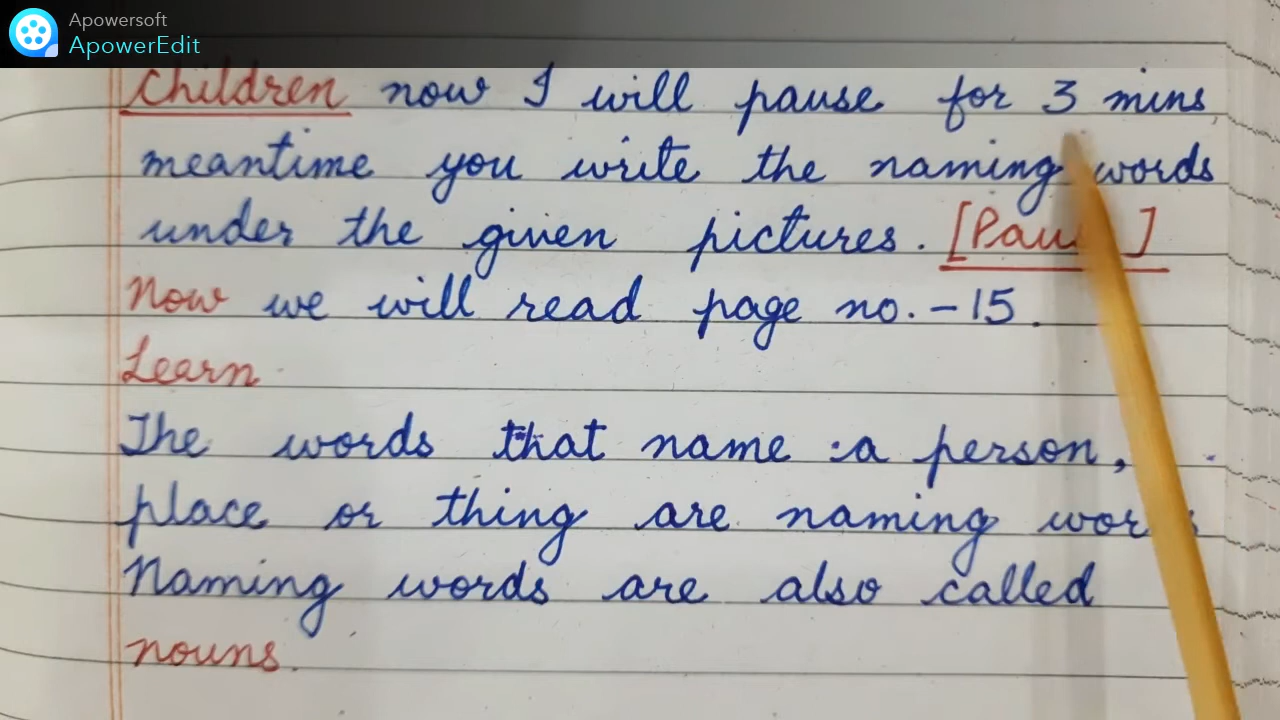 Apowersoft
ApowerEdit
Children now I will pause for 3 mins,
meantime you write the naming words
under the given pictures. [Pau ]
Now we will read page no. - 15.
Learn
The words that name :a person,
place or thing are naming wor
Naming words are also called
nouns.